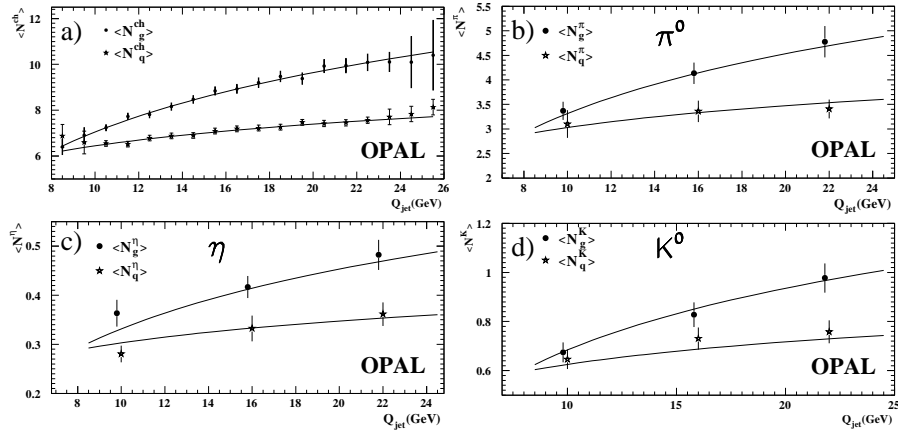 <N^ch>
a)
<N_g^ch>
<N_q^ch>
12
10
8
6
OPAL
8 10 12 14 16 18 20 22 24 26
Q_jet(GeV)
<N^π>
b)
<N_g^π>
<N_q^π>
π⁰
5.5
5
4.5
4
3.5
3
2.5
2
OPAL
10 12 14 16 18 20 22 24
Q_jet(GeV)
<N^η>
c)
<N_g^η>
<N_q^η>
η
0.5
0.4
0.3
0.2
OPAL
8 10 12 14 16 18 20 22 24
Q_jet(GeV)
<N^K>
d)
<N_g^K>
<N_q^K>
K⁰
1.2
1
0.8
0.6
0.4
OPAL
10 15 20 25
Q_jet(GeV)